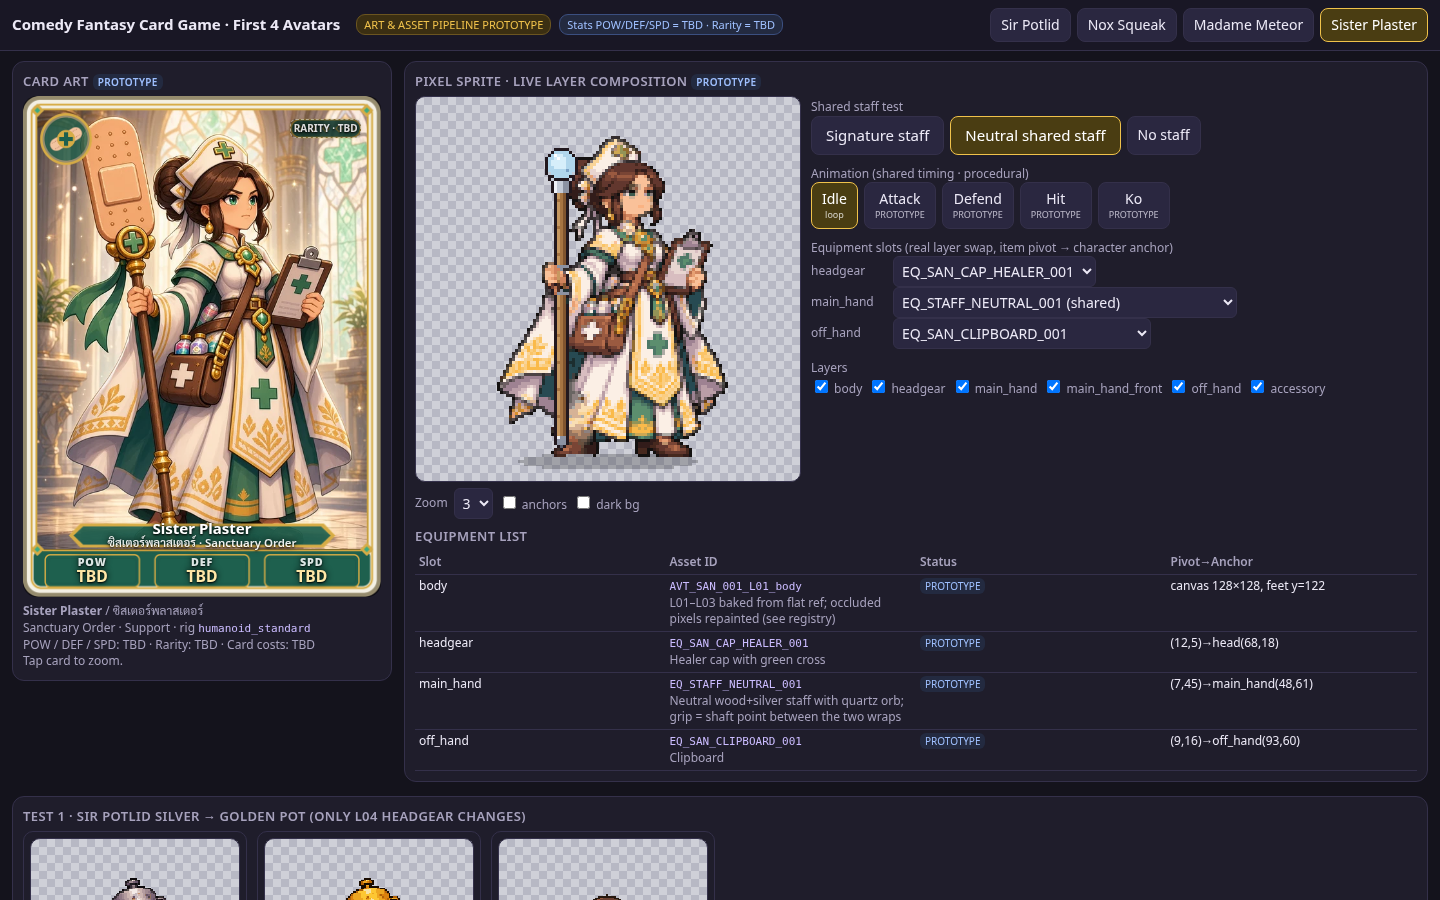 Comedy Fantasy Card Game · First 4 Avatars
ART & ASSET PIPELINE PROTOTYPE
Stats POW/DEF/SPD = TBD · Rarity = TBD
Sir Potlid
Nox Squeak
Madame Meteor
Sister Plaster
CARD ART PROTOTYPE
RARITY · TBD
Sister Plaster
ซิสเตอร์พลาสเตอร์ · Sanctuary Order
POW
TBD
DEF
TBD
SPD
TBD
Sister Plaster / ซิสเตอร์พลาสเตอร์
Sanctuary Order · Support · rig humanoid_standard
POW / DEF / SPD: TBD · Rarity: TBD · Card costs: TBD
Tap card to zoom.
PIXEL SPRITE · LIVE LAYER COMPOSITION PROTOTYPE
Shared staff test
Signature staff
Neutral shared staff
No staff
Animation (shared timing · procedural)
Idle
loop
Attack
PROTOTYPE
Defend
PROTOTYPE
Hit
PROTOTYPE
Ko
PROTOTYPE
Equipment slots (real layer swap, item pivot → character anchor)
headgear EQ_SAN_CAP_HEALER_001
main_hand EQ_STAFF_NEUTRAL_001 (shared)
off_hand EQ_SAN_CLIPBOARD_001
Layers
body headgear main_hand main_hand_front off_hand accessory
Zoom 3 anchors dark bg
EQUIPMENT LIST
Slot Asset ID Status Pivot→Anchor
body AVT_SAN_001_L01_body PROTOTYPE canvas 128×128, feet y=122
L01–L03 baked from flat ref; occluded
pixels repainted (see registry)
headgear EQ_SAN_CAP_HEALER_001 PROTOTYPE (12,5)→head(68,18)
Healer cap with green cross
main_hand EQ_STAFF_NEUTRAL_001 PROTOTYPE (7,45)→main_hand(48,61)
Neutral wood+silver staff with quartz orb;
grip = shaft point between the two wraps
off_hand EQ_SAN_CLIPBOARD_001 PROTOTYPE (9,16)→off_hand(93,60)
Clipboard
TEST 1 · SIR POTLID SILVER → GOLDEN POT (ONLY L04 HEADGEAR CHANGES)